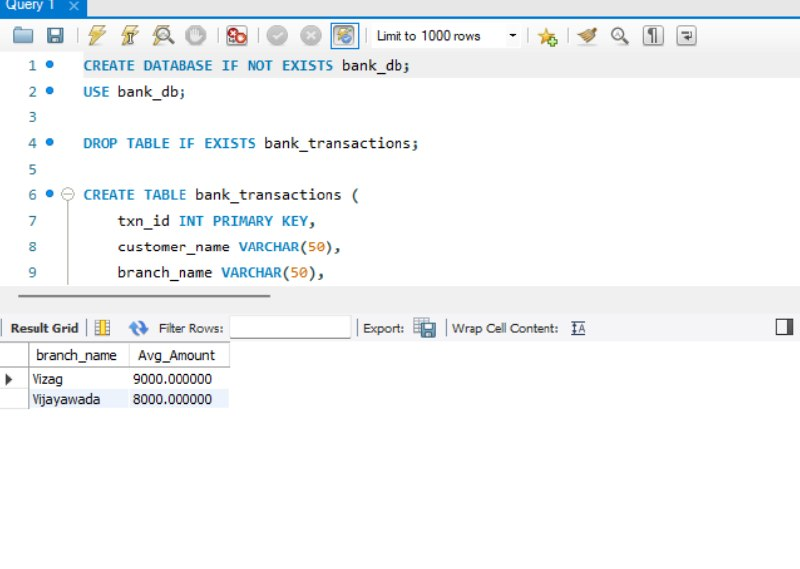 Query 1
Limit to 1000 rows
1 CREATE DATABASE IF NOT EXISTS bank_db;
2 USE bank_db;
3
4 DROP TABLE IF EXISTS bank_transactions;
5
6 CREATE TABLE bank_transactions (
7 txn_id INT PRIMARY KEY,
8 customer_name VARCHAR(50),
9 branch_name VARCHAR(50),
Result Grid Filter Rows: Export: Wrap Cell Content: IA
branch_name Avg_Amount
Vizag 9000.000000
Vijayawada 8000.000000